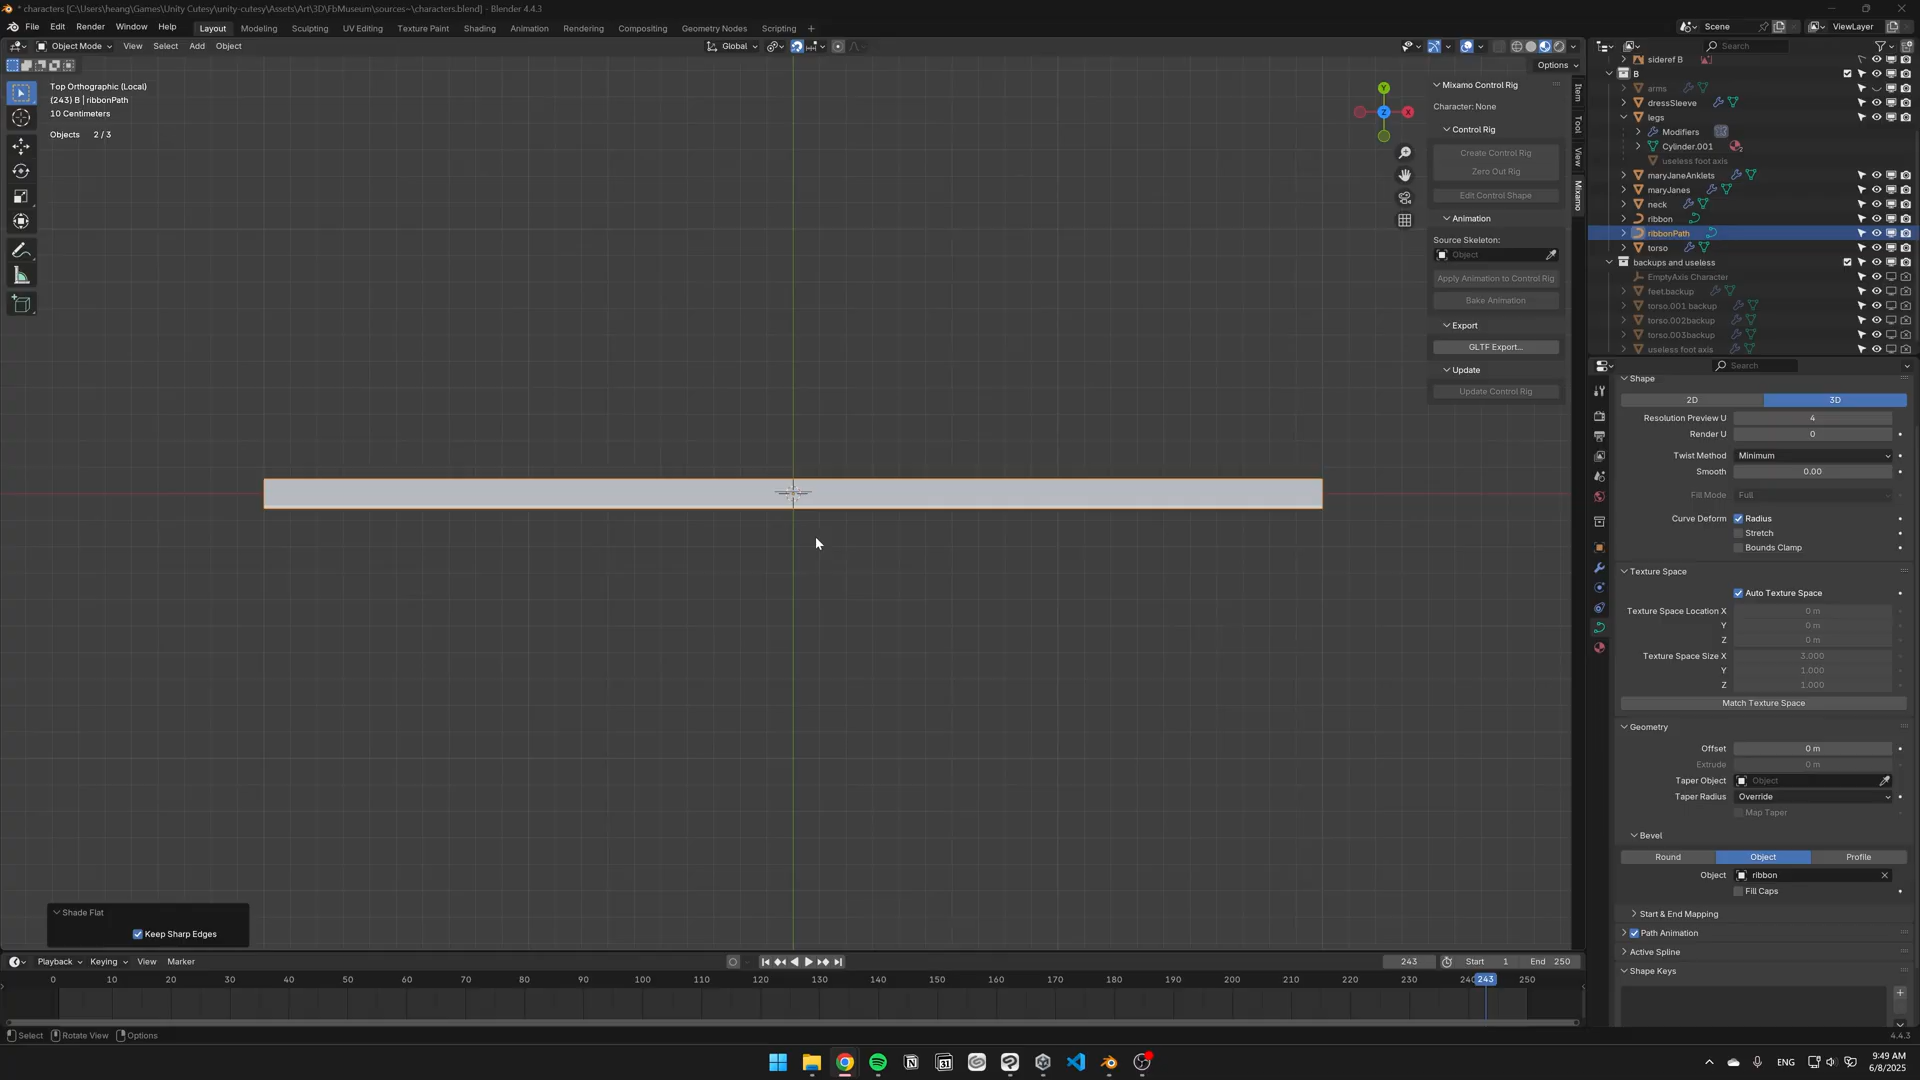 * characters [C:\Users\heang\Games\Unity Cutesy\unity-cutesy\Assets\Art\3D\FbMuseum\sources~\characters.blend] - Blender 4.4.3
File Edit Render Window Help Layout Modeling Sculpting UV Editing Texture Paint Shading Animation Rendering Compositing Geometry Nodes Scripting + Scene ViewLayer
Object Mode View Select Add Object Global Search
Options
Top Orthographic (Local)
(243) B | ribbonPath
10 Centimeters
Objects 2 / 3
Y
Z
X
Mixamo Control Rig
Character: None
Control Rig
Create Control Rig
Zero Out Rig
Edit Control Shape
Animation
Source Skeleton:
Object
Apply Animation to Control Rig
Bake Animation
Export
GLTF Export...
Update
Update Control Rig
Item
Tool
View
Mixamo
sideref B
B
arms
dressSleeve
legs
Modifiers
Cylinder.001 2
useless foot axis
maryJaneAnklets
maryJanes
neck
ribbon
ribbonPath
torso
backups and useless
EmptyAxis Character
feet.backup
torso.001 backup
torso.002backup
torso.003backup
useless foot axis
Search
Shape
2D 3D
Resolution Preview U 4
Render U 0
Twist Method Minimum
Smooth 0.00
Fill Mode Full
Curve Deform Radius
Stretch
Bounds Clamp
Texture Space
Auto Texture Space
Texture Space Location X 0 m
Y 0 m
Z 0 m
Texture Space Size X 3.000
Y 1.000
Z 1.000
Match Texture Space
Geometry
Offset 0 m
Extrude 0 m
Taper Object Object
Taper Radius Override
Map Taper
Bevel
Round Object Profile
Object ribbon
Fill Caps
Start & End Mapping
Path Animation
Active Spline
Shape Keys
Shade Flat
Keep Sharp Edges
Playback Keying View Marker 243 Start 1 End 250
0 10 20 30 40 50 60 70 80 90 100 110 120 130 140 150 160 170 180 190 200 210 220 230 243 250
Select Rotate View Options 4.4.3
31 ENG 9:49 AM
6/8/2025